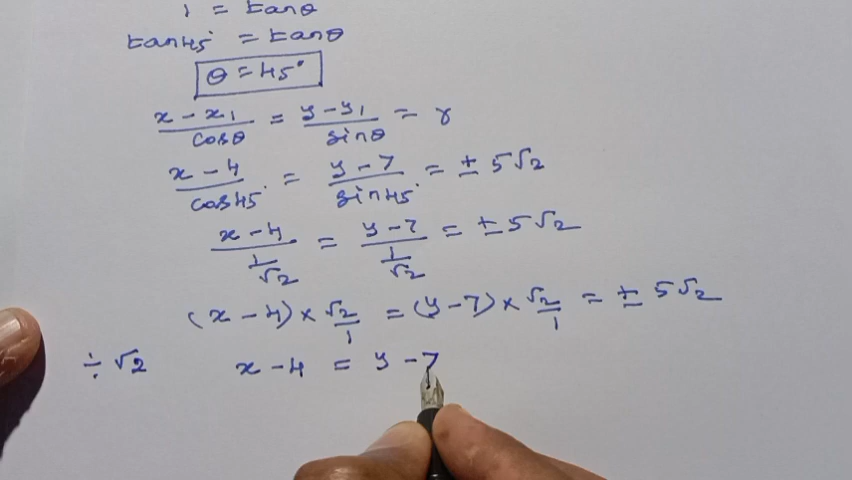 1 = tanθ
tan45 = tanθ
θ = 45°
x - x₁ / cosθ = y - y₁ / sinθ = r
x - 4 / cos45° = y - 7 / sin45° = ± 5√2
x - 4 / 1/√2 = y - 7 / 1/√2 = ± 5√2
(x - 4) × √2/1 = (y - 7) × √2/1 = ± 5√2
÷ √2 x - 4 = y - 7